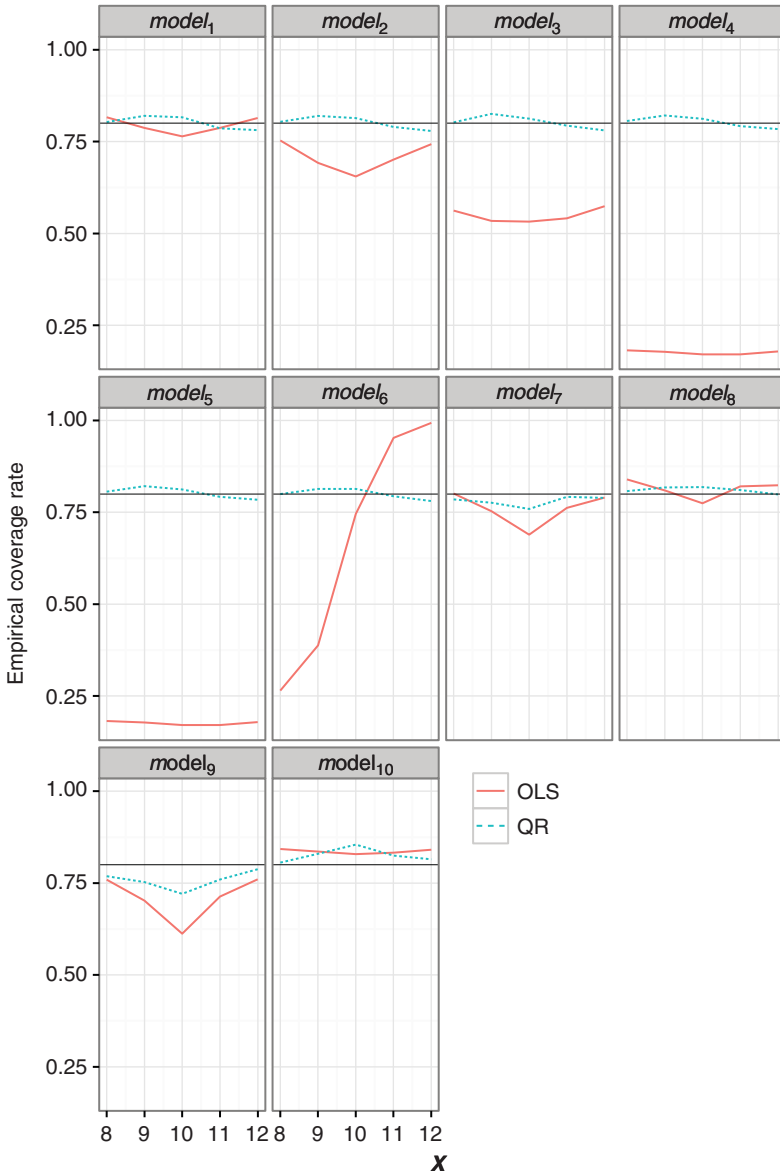 model1
model2
model3
model4
1.00
0.75
0.50
0.25
model5
model6
model7
model8
1.00
0.75
0.50
0.25
Empirical coverage rate
model9
model10
1.00
0.75
0.50
0.25
OLS
QR
8 9 10 11 12 8 9 10 11 12
x